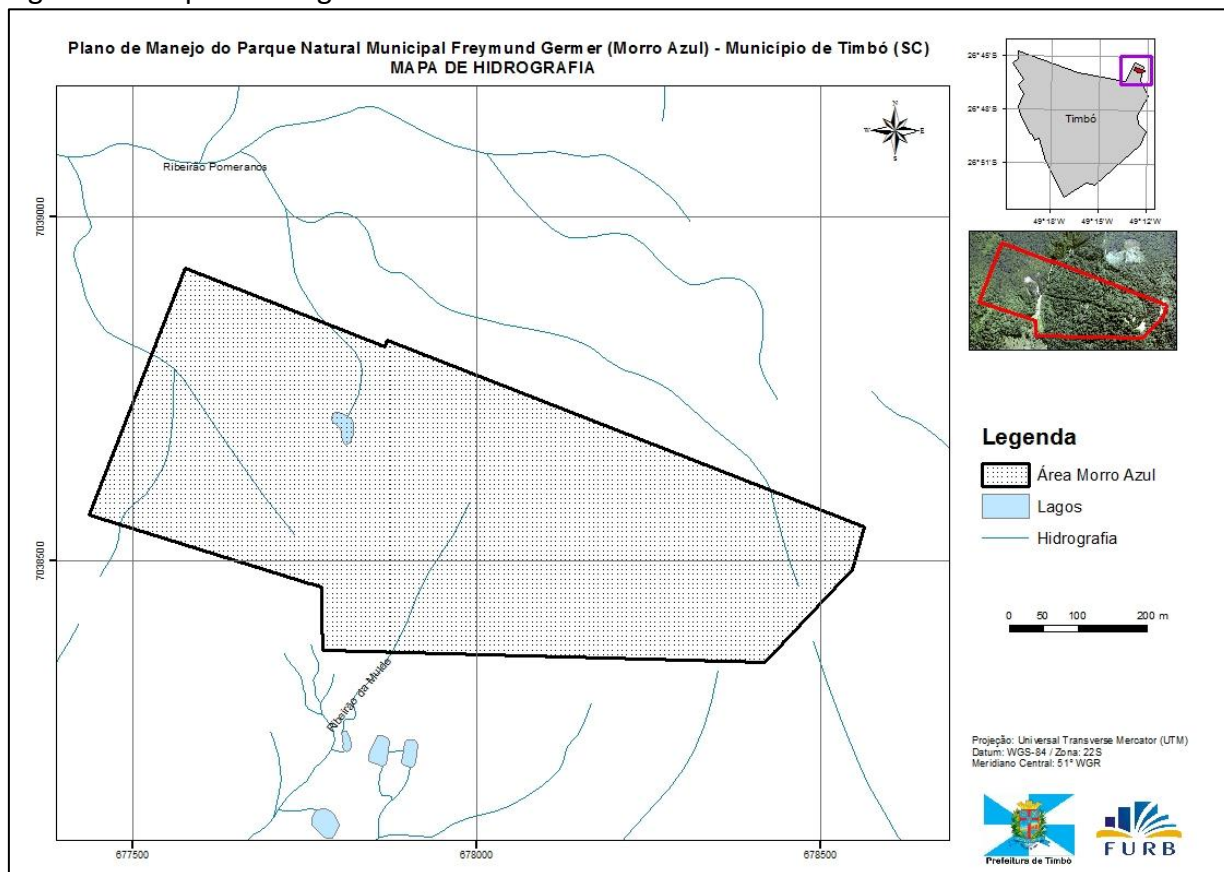 Plano de Manejo do Parque Natural Municipal Freymund Germer (Morro Azul) - Município de Timbó (SC)
MAPA DE HIDROGRAFIA
N
W E
S
Ribeirão Pomeranos
Ribeirão da Mulde
7039000
7038500
677500 678000 678500
26°45'S
26°48'S
26°51'S
Timbó
49°18'W 49°15'W 49°12'W
Legenda
Área Morro Azul
Lagos
Hidrografia
0 50 100 200 m
Projeção: Universal Transverse Mercator (UTM)
Datum: WGS-84 / Zona: 22S
Meridiano Central: 51° WGR
Prefeitura de Timbó
FURB